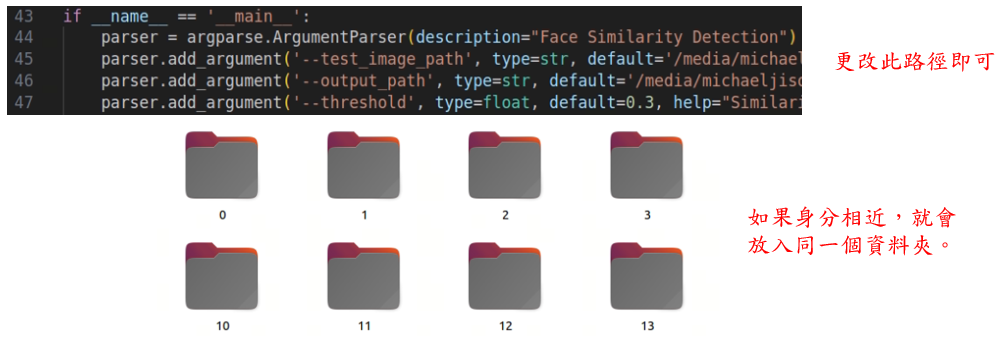 43 if __name__ == '__main__':
44 parser = argparse.ArgumentParser(description="Face Similarity Detection")
45 parser.add_argument('--test_image_path', type=str, default='/media/michael
46 parser.add_argument('--output_path', type=str, default='/media/michaeljiso
47 parser.add_argument('--threshold', type=float, default=0.3, help="Similari
更改此路徑即可
0 1 2 3
如果身分相近，就會
放入同一個資料夾。
10 11 12 13